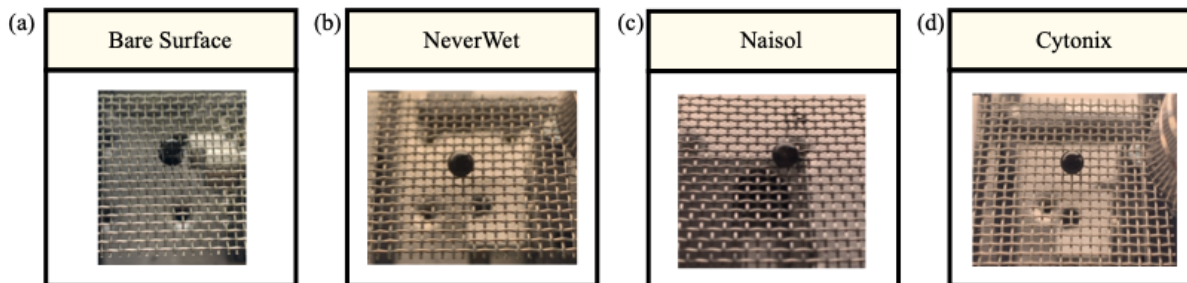 (a) Bare Surface
(b) NeverWet
(c) Naisol
(d) Cytonix